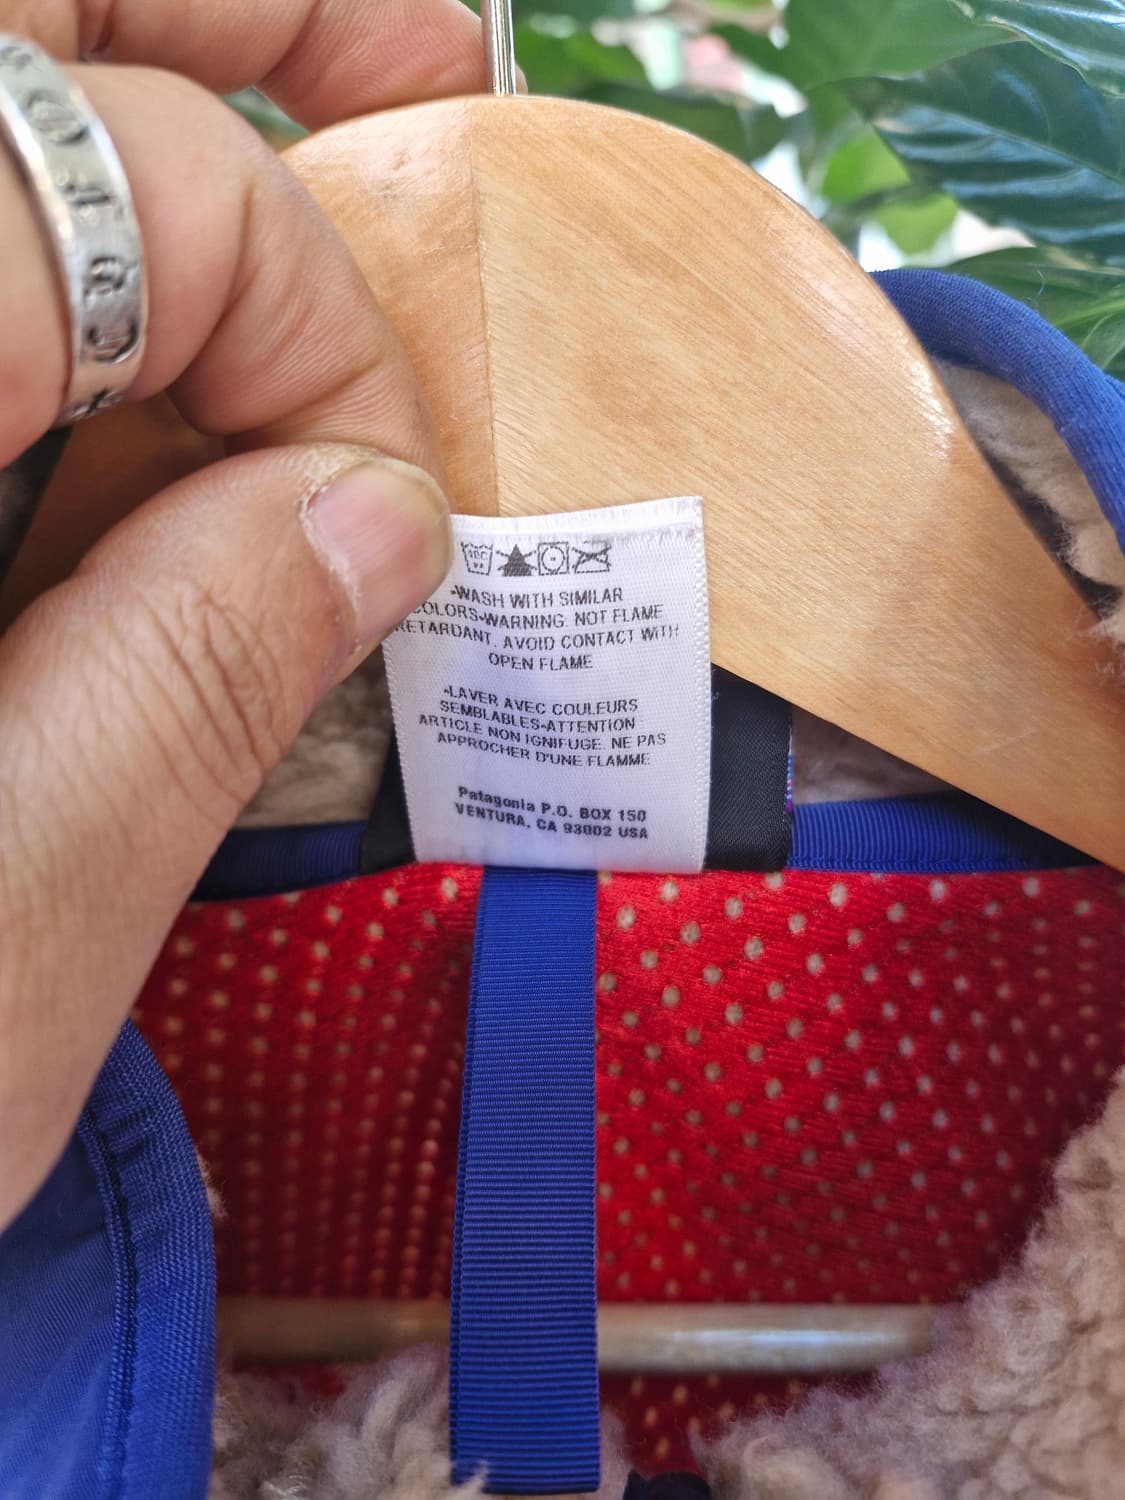 -WASH WITH SIMILAR
COLORS-WARNING: NOT FLAME
RETARDANT. AVOID CONTACT WITH
OPEN FLAME
-LAVER AVEC COULEURS
SEMBLABLES-ATTENTION
ARTICLE NON IGNIFUGE. NE PAS
APPROCHER D'UNE FLAMME
Patagonia P.O. BOX 150
VENTURA, CA 93002 USA